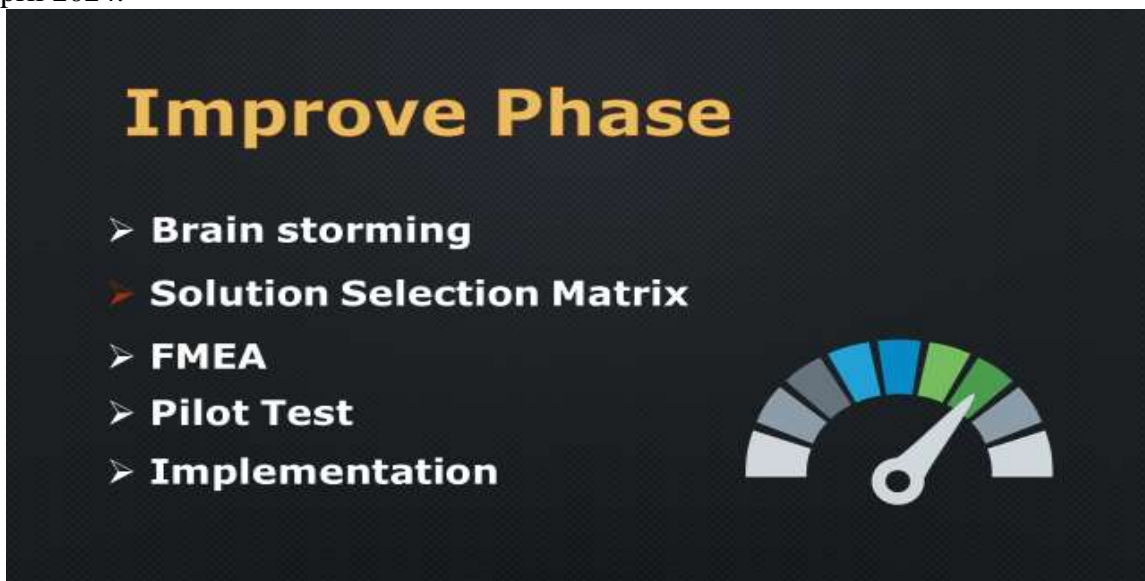 Improve Phase
➢ Brain storming
➢ Solution Selection Matrix
➢ FMEA
➢ Pilot Test
➢ Implementation